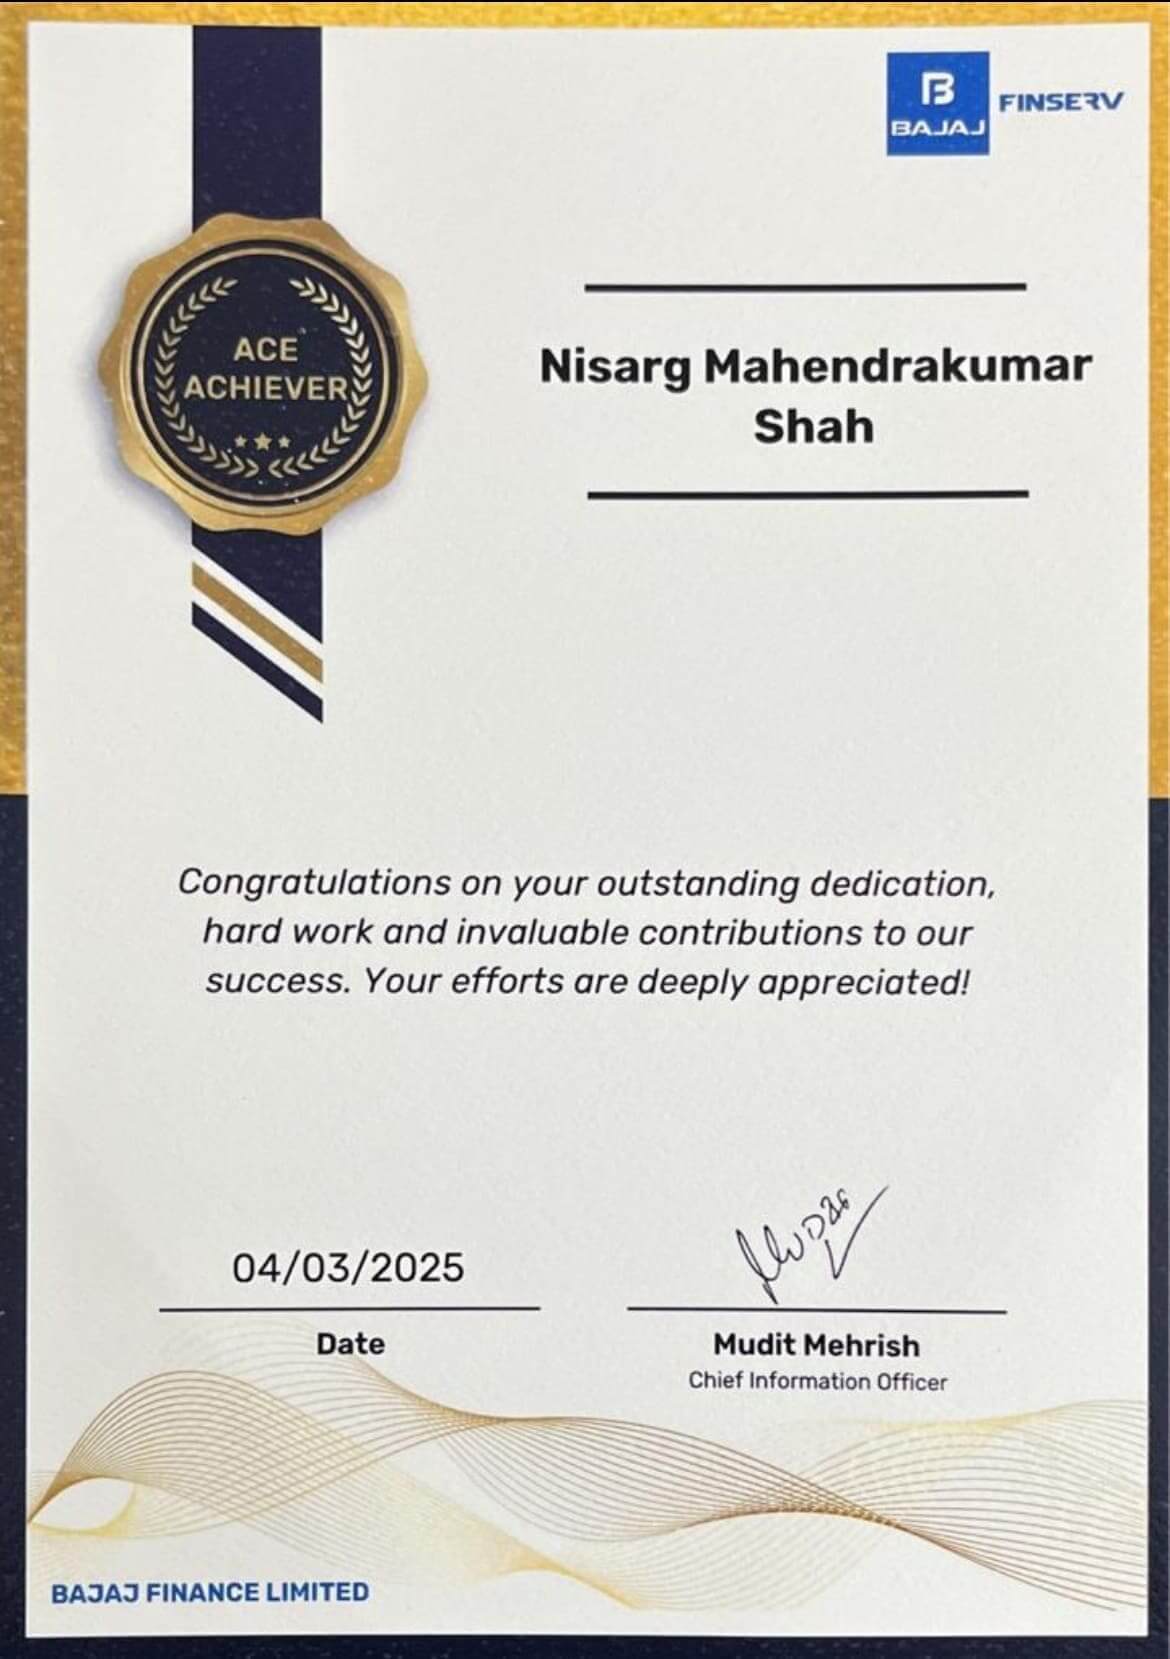 B
BAJAJ
FINSERV
ACE
ACHIEVER
Nisarg Mahendrakumar
Shah
Congratulations on your outstanding dedication,
hard work and invaluable contributions to our
success. Your efforts are deeply appreciated!
04/03/2025
Date
Mudit Mehrish
Chief Information Officer
BAJAJ FINANCE LIMITED